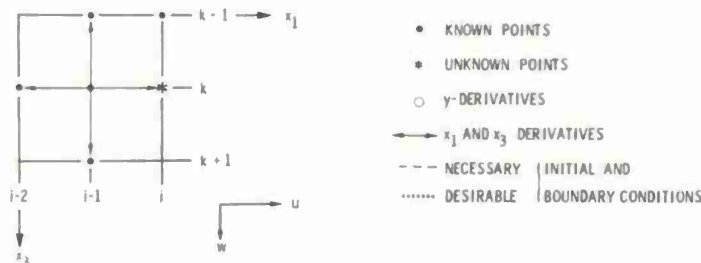 k - 1
x1
k
k + 1
i-2
i-1
i
u
w
x3
• KNOWN POINTS
* UNKNOWN POINTS
○ y-DERIVATIVES
x1 AND x3 DERIVATIVES
--- NECESSARY INITIAL AND
...... DESIRABLE BOUNDARY CONDITIONS